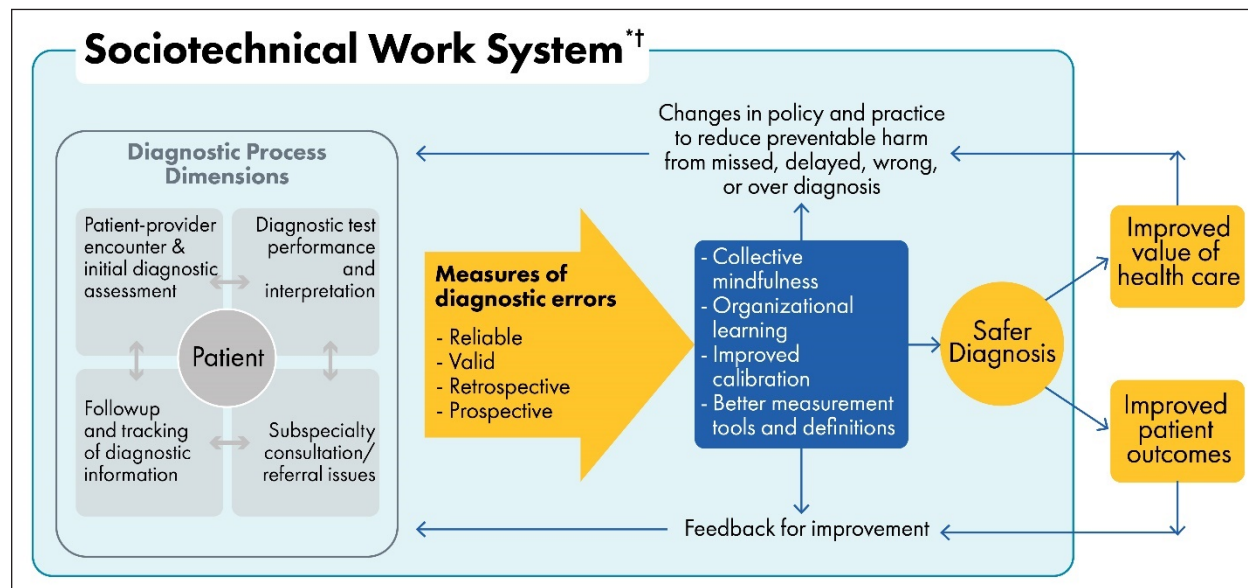 Sociotechnical Work System*†
Diagnostic Process
Dimensions
Patient-provider
encounter &
initial diagnostic
assessment
Diagnostic test
performance
and
interpretation
Patient
Followup
and tracking
of diagnostic
information
Subspecialty
consultation/
referral issues
Measures of
diagnostic errors
- Reliable
- Valid
- Retrospective
- Prospective
Changes in policy and practice
to reduce preventable harm
from missed, delayed, wrong,
or over diagnosis
- Collective
mindfulness
- Organizational
learning
- Improved
calibration
- Better measurement
tools and definitions
Feedback for improvement
Safer
Diagnosis
Improved
value of
health care
Improved
patient
outcomes